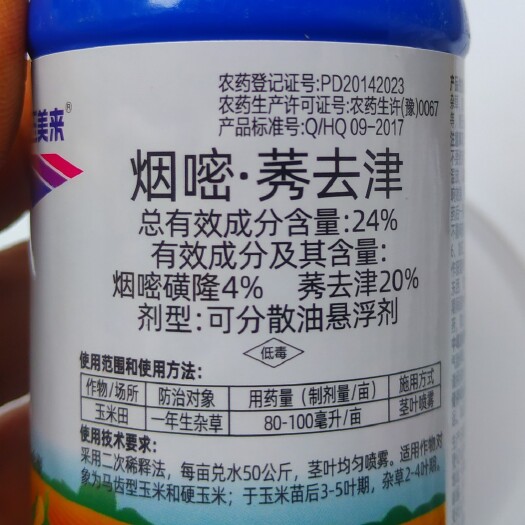 美来®
农药登记证号:PD20142023
农药生产许可证号:农药生许(豫)0067
产品标准号:Q/HQ 09-2017
烟嘧·莠去津
总有效成分含量:24%
有效成分及其含量:
烟嘧磺隆4% 莠去津20%
剂型:可分散油悬浮剂
低毒
使用范围和使用方法:
作物/场所 防治对象 用药量（制剂量/亩） 施用方式
玉米田 一年生杂草 80-100毫升/亩 茎叶喷雾
使用技术要求:
采用二次稀释法，每亩兑水50公斤，茎叶均匀喷雾。适用作物对
象为马齿型玉米和硬玉米；于玉米苗后3-5叶期，杂草2-4叶期。